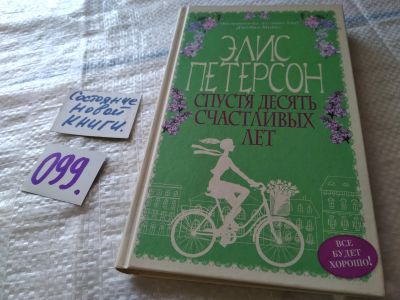 Состояние
новой
книги.
099.
ЭЛИС
ПЕТЕРСОН
СПУСТЯ ДЕСЯТЬ
СЧАСТЛИВЫХ
ЛЕТ
ВСЕ
БУДЕТ
ХОРОШО!